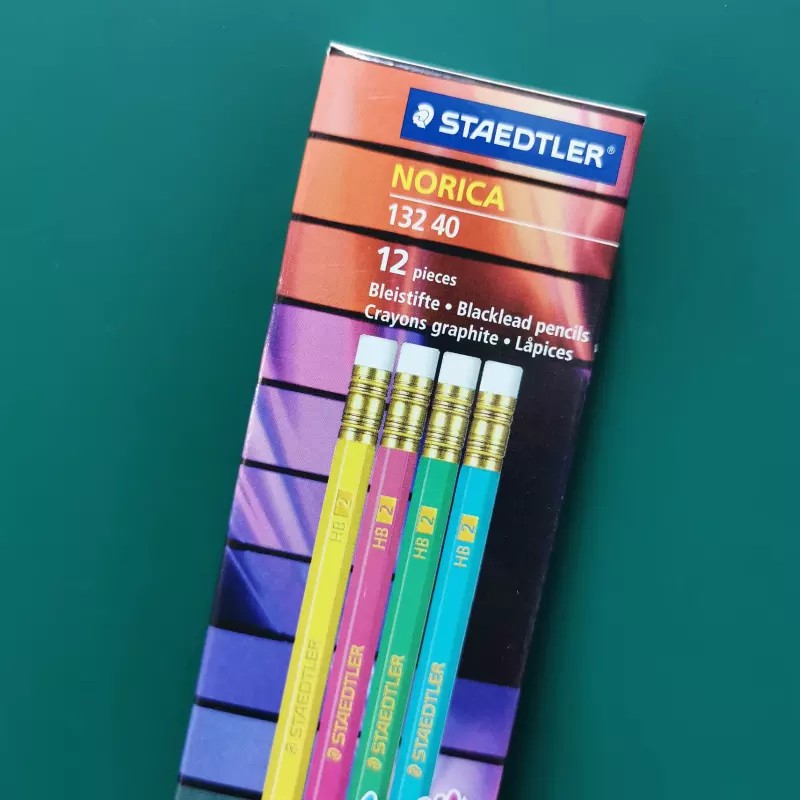 STAEDTLER®
NORICA
132 40
12 pieces
Bleistifte • Blacklead pencils
Crayons graphite • Låpices
HB 2
HB 2
HB 2
HB 2
STAEDTLER
STAEDTLER
STAEDTLER
STAEDTLER